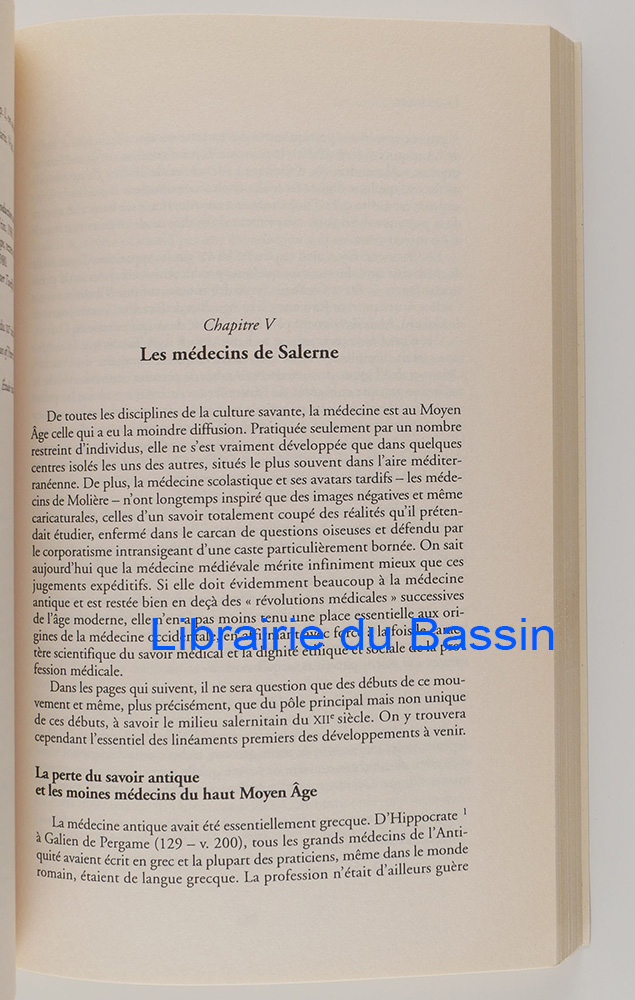 Chapitre V
Les médecins de Salerne
De toutes les disciplines de la culture savante, la médecine est au Moyen
Âge celle qui a eu la moindre diffusion. Pratiquée seulement par un nombre
restreint d'individus, elle ne s'est vraiment développée que dans quelques
centres isolés les uns des autres, situés le plus souvent dans l'aire méditer-
ranéenne. De plus, la médecine scolastique et ses avatars tardifs – les méde-
cins de Molière – n'ont longtemps inspiré que des images négatives et même
caricaturales, celles d'un savoir totalement coupé des réalités qu'il préten-
dait étudier, enfermé dans le carcan de questions oiseuses et défendu par
le corporatisme intransigeant d'une caste particulièrement bornée. On sait
aujourd'hui que la médecine médiévale mérite infiniment mieux que ces
jugements expéditifs. Si elle doit évidemment beaucoup à la médecine
antique et est restée bien en deçà des « révolutions médicales » successives
de l'âge moderne, elle n'en a pas moins tenu une place essentielle aux ori-
gines de la médecine occidentale, en affirmant avec force à la fois le carac-
tère scientifique du savoir médical et la dignité éthique et sociale de la pro-
fession médicale.
Dans les pages qui suivent, il ne sera question que des débuts de ce mou-
vement et même, plus précisément, que du pôle principal mais non unique
de ces débuts, à savoir le milieu salernitain du XIIe siècle. On y trouvera
cependant l'essentiel des linéaments premiers des développements à venir.
La perte du savoir antique
et les moines médecins du haut Moyen Âge
La médecine antique avait été essentiellement grecque. D'Hippocrate 1
à Galien de Pergame (129 – v. 200), tous les grands médecins de l'Anti-
quité avaient écrit en grec et la plupart des praticiens, même dans le monde
romain, étaient de langue grecque. La profession n'était d'ailleurs guère
Librairie du Bassin